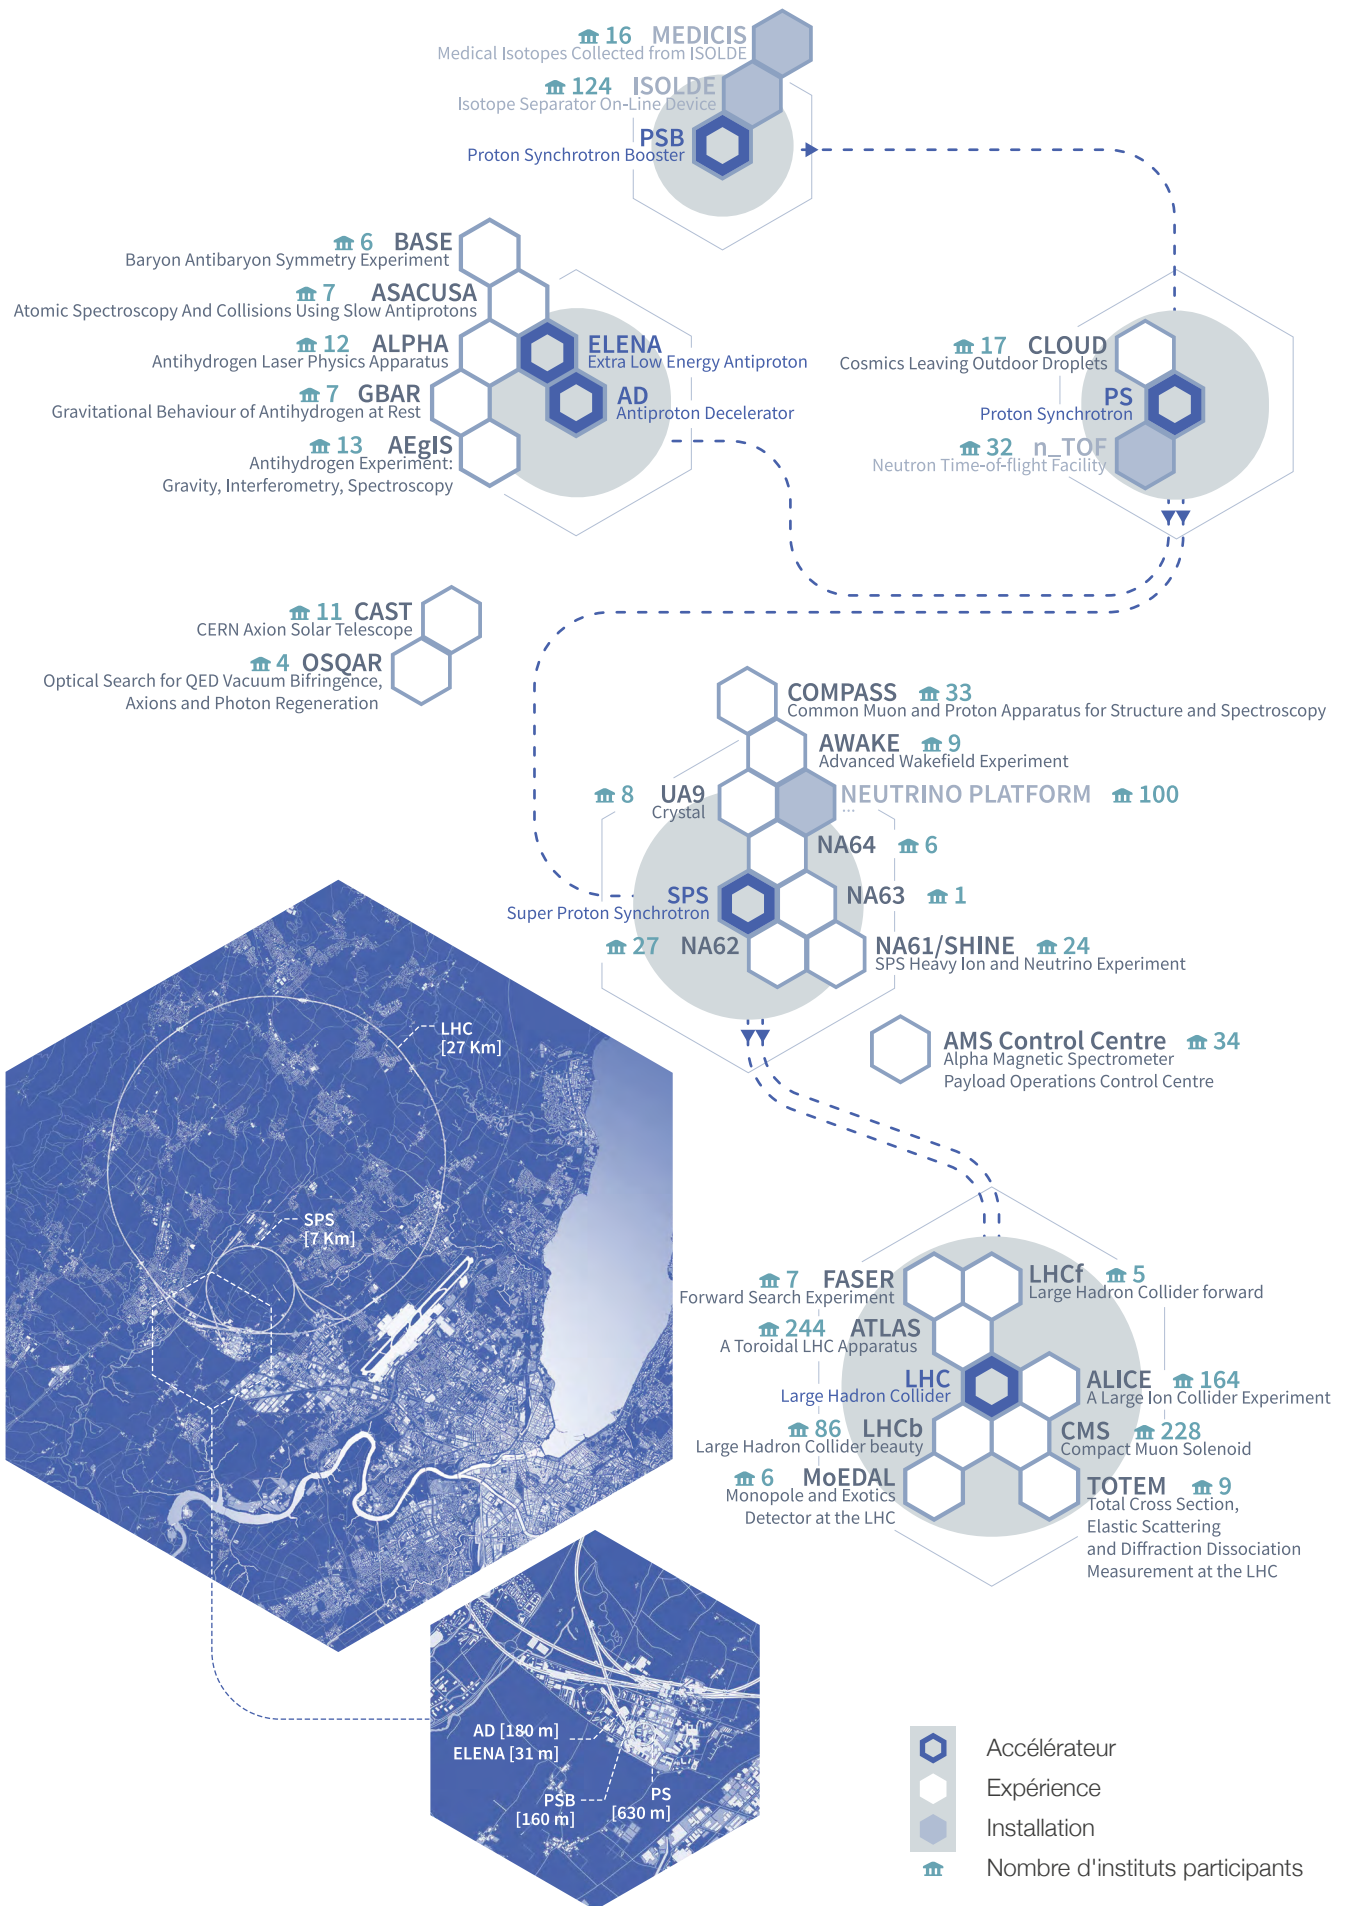 16 MEDICIS
Medical Isotopes Collected from ISOLDE
124 ISOLDE
Isotope Separator On-Line Device
PSB
Proton Synchrotron Booster
6 BASE
Baryon Antibaryon Symmetry Experiment
7 ASACUSA
Atomic Spectroscopy And Collisions Using Slow Antiprotons
12 ALPHA
Antihydrogen Laser Physics Apparatus
7 GBAR
Gravitational Behaviour of Antihydrogen at Rest
13 AEgIS
Antihydrogen Experiment:
Gravity, Interferometry, Spectroscopy
ELENA
Extra Low Energy Antiproton
AD
Antiproton Decelerator
17 CLOUD
Cosmics Leaving Outdoor Droplets
PS
Proton Synchrotron
32 n_TOF
Neutron Time-of-flight Facility
11 CAST
CERN Axion Solar Telescope
4 OSQAR
Optical Search for QED Vacuum Bifringence,
Axions and Photon Regeneration
COMPASS 33
Common Muon and Proton Apparatus for Structure and Spectroscopy
AWAKE 9
Advanced Wakefield Experiment
8 UA9
Crystal
NEUTRINO PLATFORM 100
...
NA64 6
SPS
Super Proton Synchrotron
NA63 1
27 NA62
NA61/SHINE 24
SPS Heavy Ion and Neutrino Experiment
AMS Control Centre 34
Alpha Magnetic Spectrometer
Payload Operations Control Centre
LHC
[27 Km]
SPS
[7 Km]
7 FASER
Forward Search Experiment
LHCf 5
Large Hadron Collider forward
244 ATLAS
A Toroidal LHC Apparatus
LHC
Large Hadron Collider
ALICE 164
A Large Ion Collider Experiment
86 LHCb
Large Hadron Collider beauty
CMS 228
Compact Muon Solenoid
6 MoEDAL
Monopole and Exotics
Detector at the LHC
TOTEM 9
Total Cross Section,
Elastic Scattering
and Diffraction Dissociation
Measurement at the LHC
AD [180 m]
ELENA [31 m]
PSB
[160 m]
PS
[630 m]
Accélérateur
Expérience
Installation
Nombre d'instituts participants